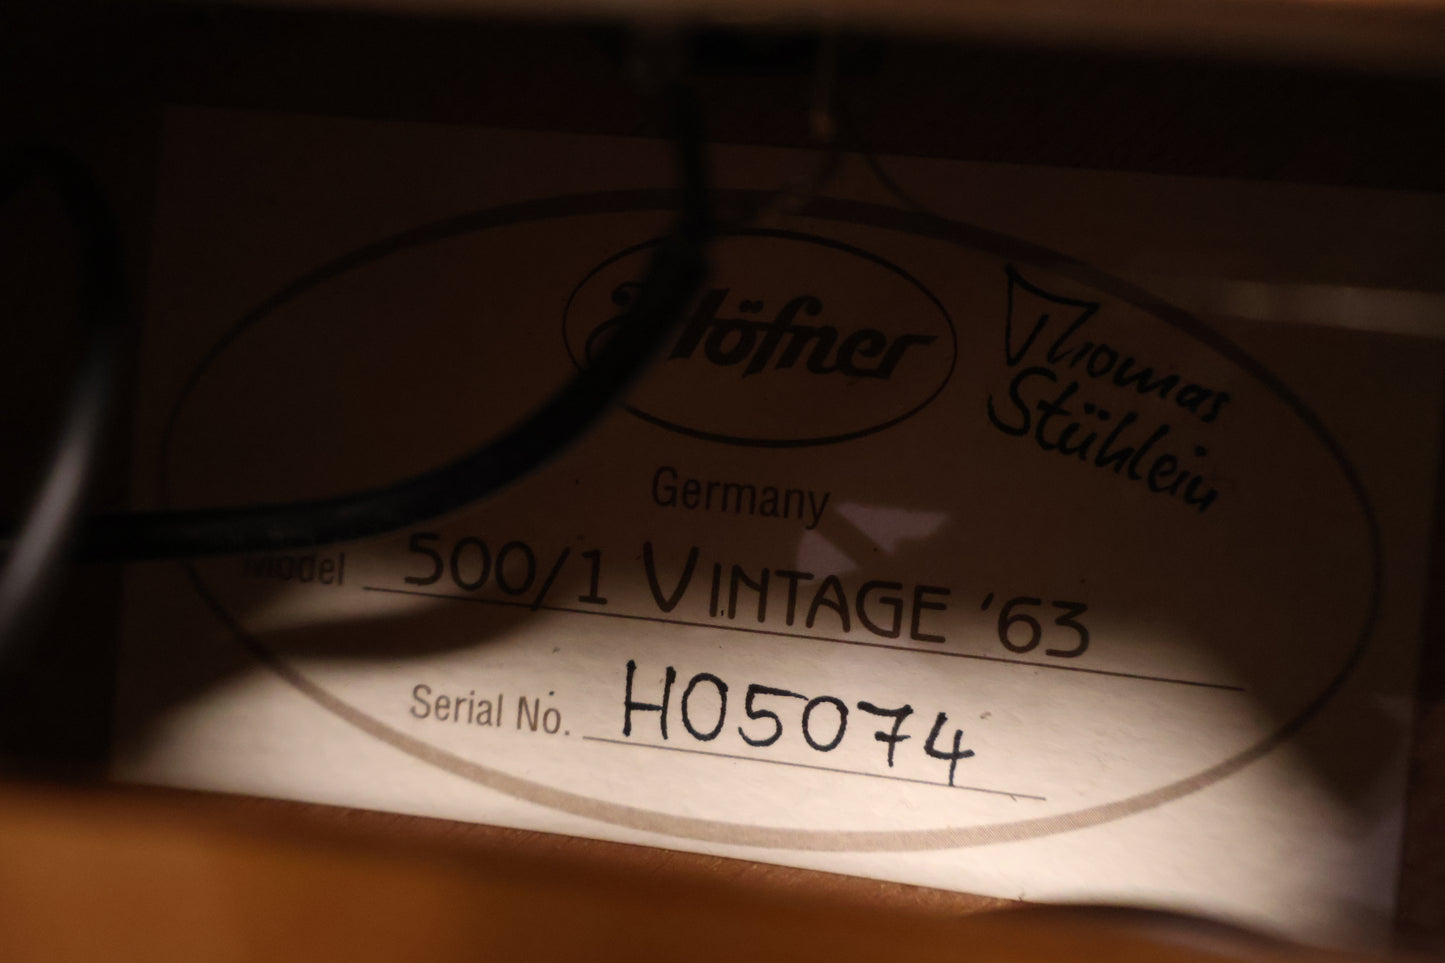 Höfner
Thomas
Stühlein
Germany
Model 500/1 VINTAGE '63
Serial No. H05074